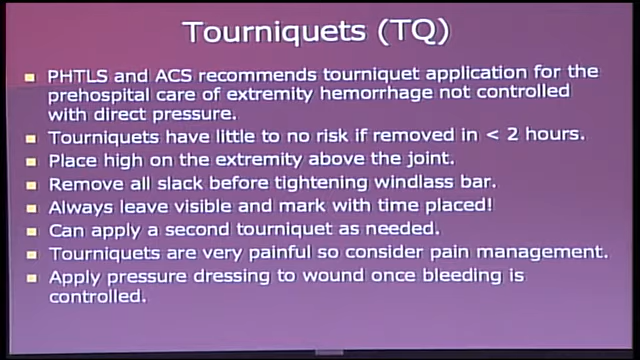 Tourniquets (TQ)
PHTLS and ACS recommends tourniquet application for the
prehospital care of extremity hemorrhage not controlled
with direct pressure.
Tourniquets have little to no risk if removed in < 2 hours.
Place high on the extremity above the joint.
Remove all slack before tightening windlass bar.
Always leave visible and mark with time placed!
Can apply a second tourniquet as needed.
Tourniquets are very painful so consider pain management.
Apply pressure dressing to wound once bleeding is
controlled.